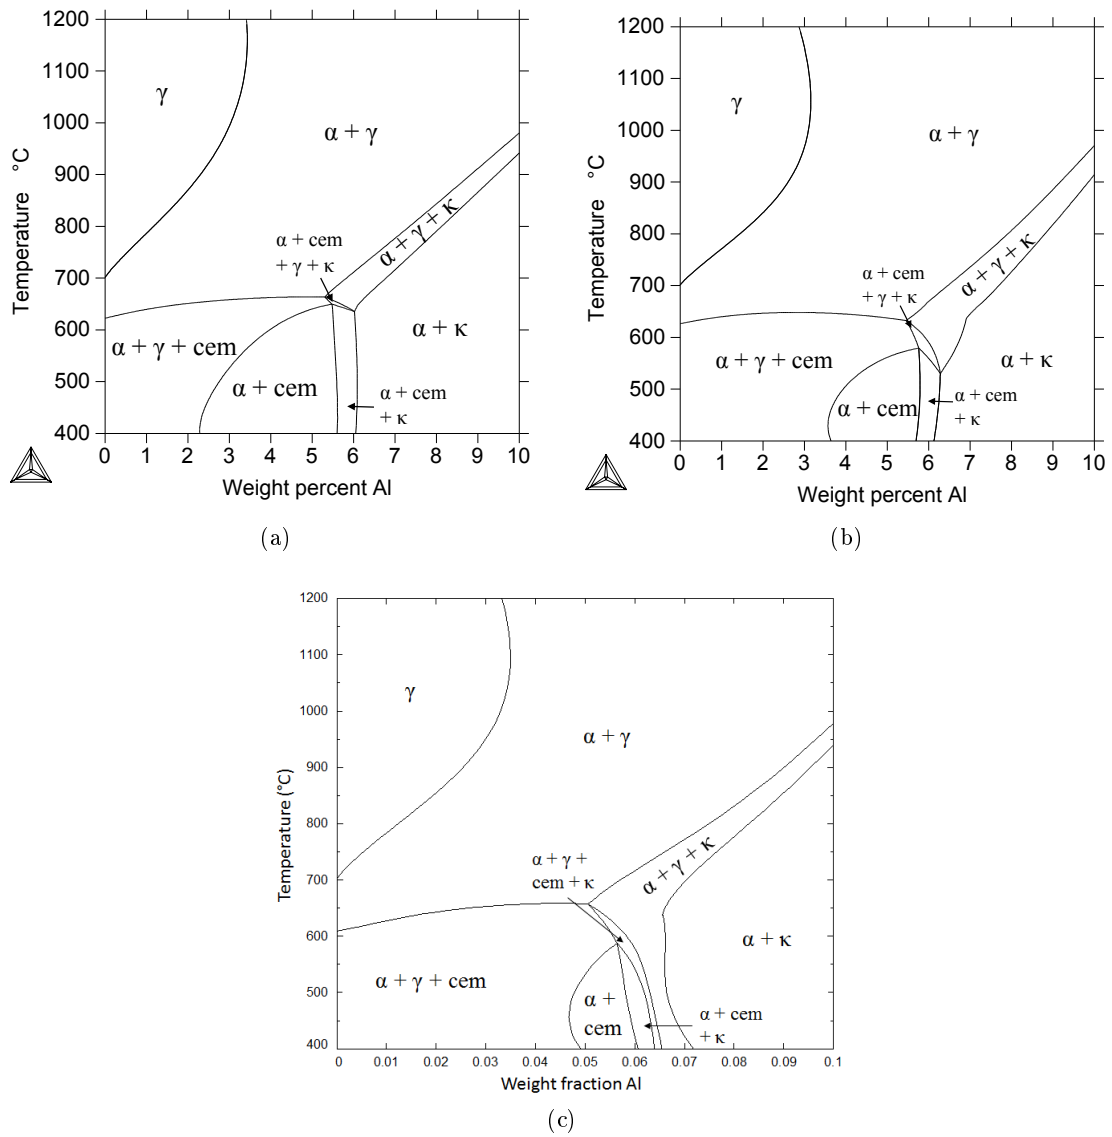 1200
1100
1000
900
800
700
600
500
400
Temperature °C
γ
α + γ
α + cem
+ γ + κ
α + γ + κ
α + κ
α + γ + cem
α + cem
α + cem
+ κ
0 1 2 3 4 5 6 7 8 9 10
Weight percent Al
(a)
1200
1100
1000
900
800
700
600
500
400
Temperature °C
γ
α + γ
α + cem
+ γ + κ
α + γ + κ
α + κ
α + γ + cem
α + cem
α + cem
+ κ
0 1 2 3 4 5 6 7 8 9 10
Weight percent Al
(b)
1200
1100
1000
900
800
700
600
500
400
Temperature (°C)
γ
α + γ
α + γ +
cem + κ
α + γ + κ
α + κ
α + γ + cem
α +
cem
α + cem
+ κ
0 0.01 0.02 0.03 0.04 0.05 0.06 0.07 0.08 0.09 0.1
Weight fraction Al
(c)